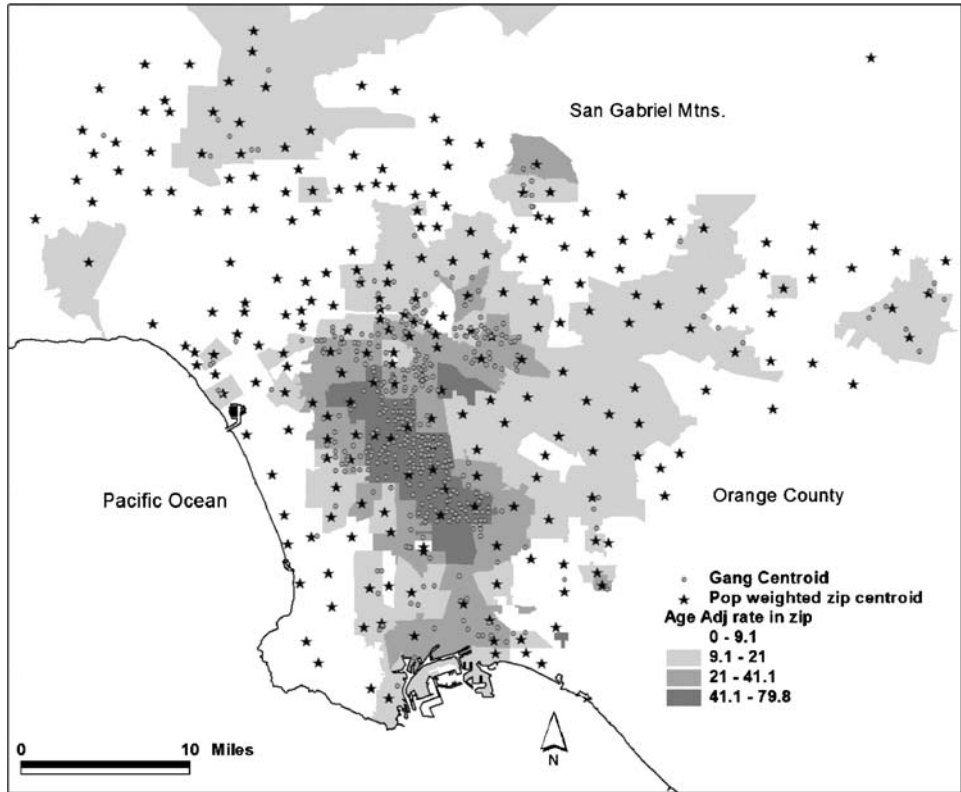 San Gabriel Mtns.
Pacific Ocean
Orange County
Gang Centroid
Pop weighted zip centroid
Age Adj rate in zip
0 - 9.1
9.1 - 21
21 - 41.1
41.1 - 79.8
0 10 Miles
N